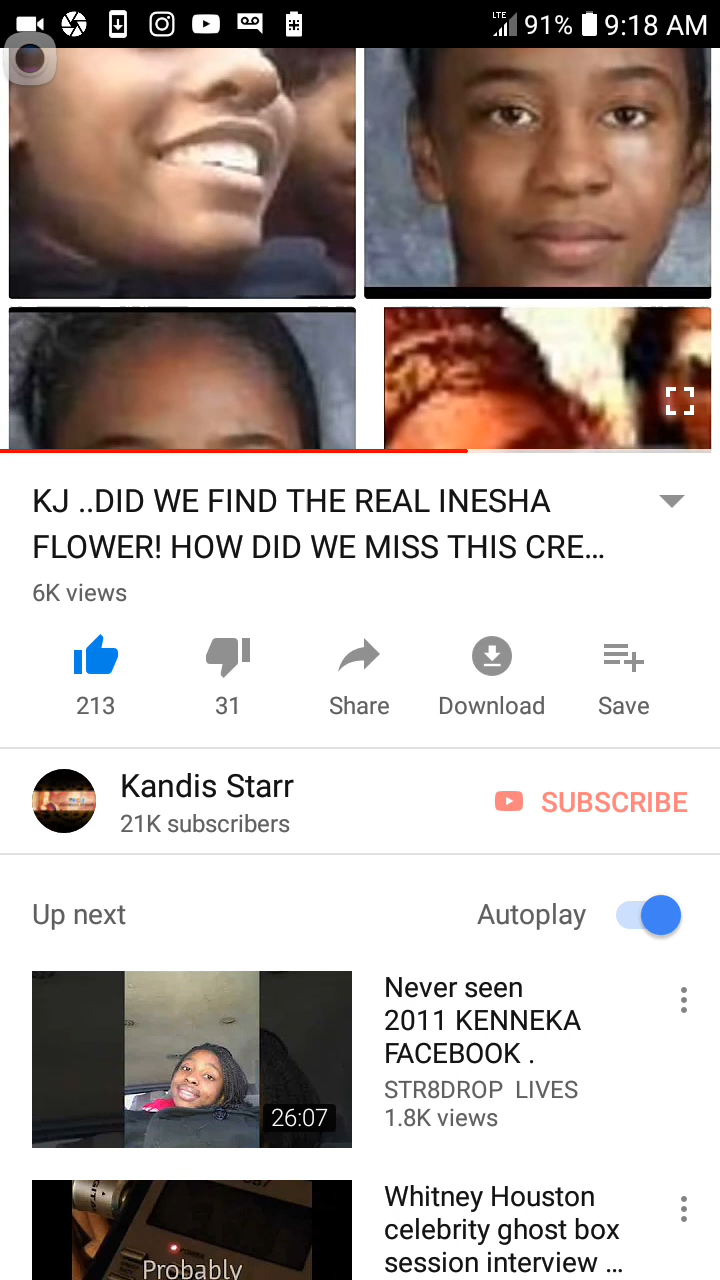 LTE 91% 9:18 AM
KJ ..DID WE FIND THE REAL INESHA
FLOWER! HOW DID WE MISS THIS CRE...
6K views
213 31 Share Download Save
Kandis Starr
21K subscribers
SUBSCRIBE
Up next
Autoplay
26:07
Never seen
2011 KENNEKA
FACEBOOK .
STR8DROP LIVES
1.8K views
Probably
Whitney Houston
celebrity ghost box
session interview ...